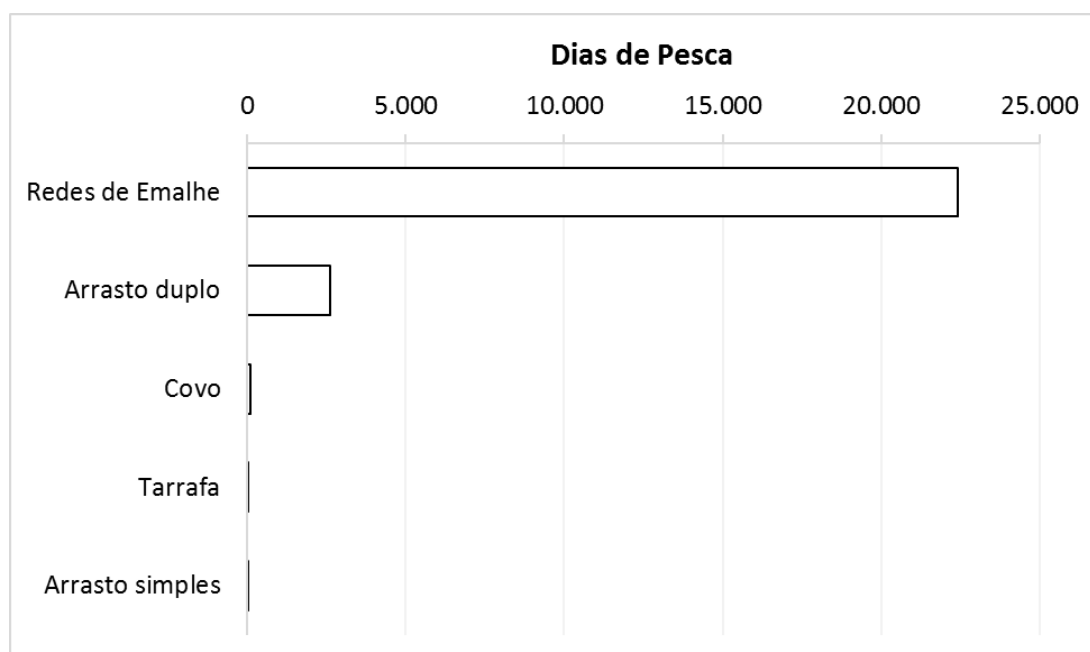 Dias de Pesca
0 5.000 10.000 15.000 20.000 25.000
Redes de Emalhe
Arrasto duplo
Covo
Tarrafa
Arrasto simples